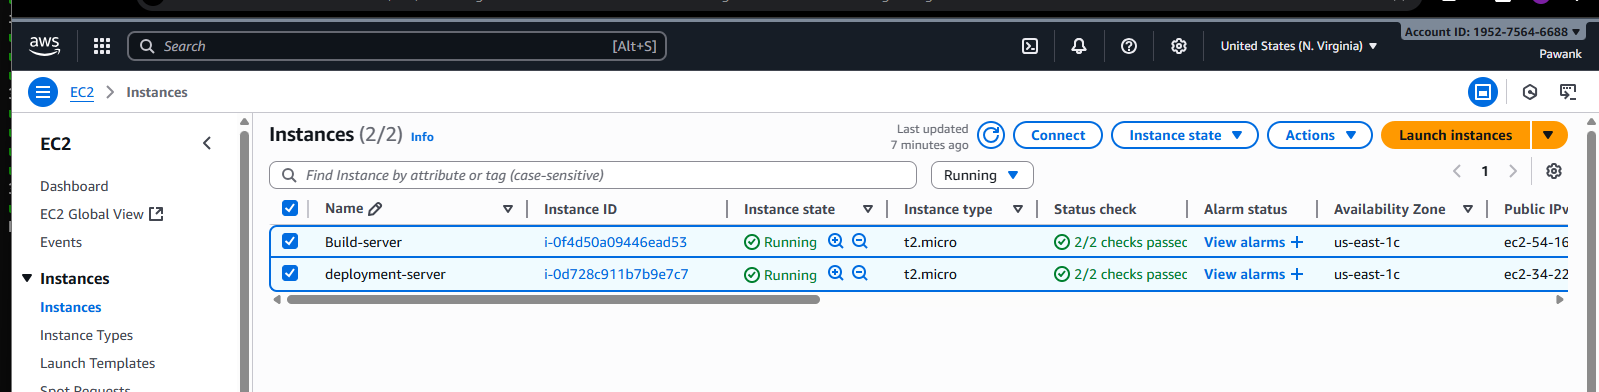 aws
Search [Alt+S]
United States (N. Virginia)
Account ID: 1952-7564-6688
Pawank
EC2 > Instances
EC2
Dashboard
EC2 Global View
Events
Instances
Instances
Instance Types
Launch Templates
Spot Requests
Instances (2/2) Info
Last updated
7 minutes ago
Connect
Instance state
Actions
Launch instances
Find Instance by attribute or tag (case-sensitive)
Running
1
Name Instance ID Instance state Instance type Status check Alarm status Availability Zone Public IPv
Build-server i-0f4d50a09446ead53 Running t2.micro 2/2 checks passec View alarms + us-east-1c ec2-54-16
deployment-server i-0d728c911b7b9e7c7 Running t2.micro 2/2 checks passec View alarms + us-east-1c ec2-34-22